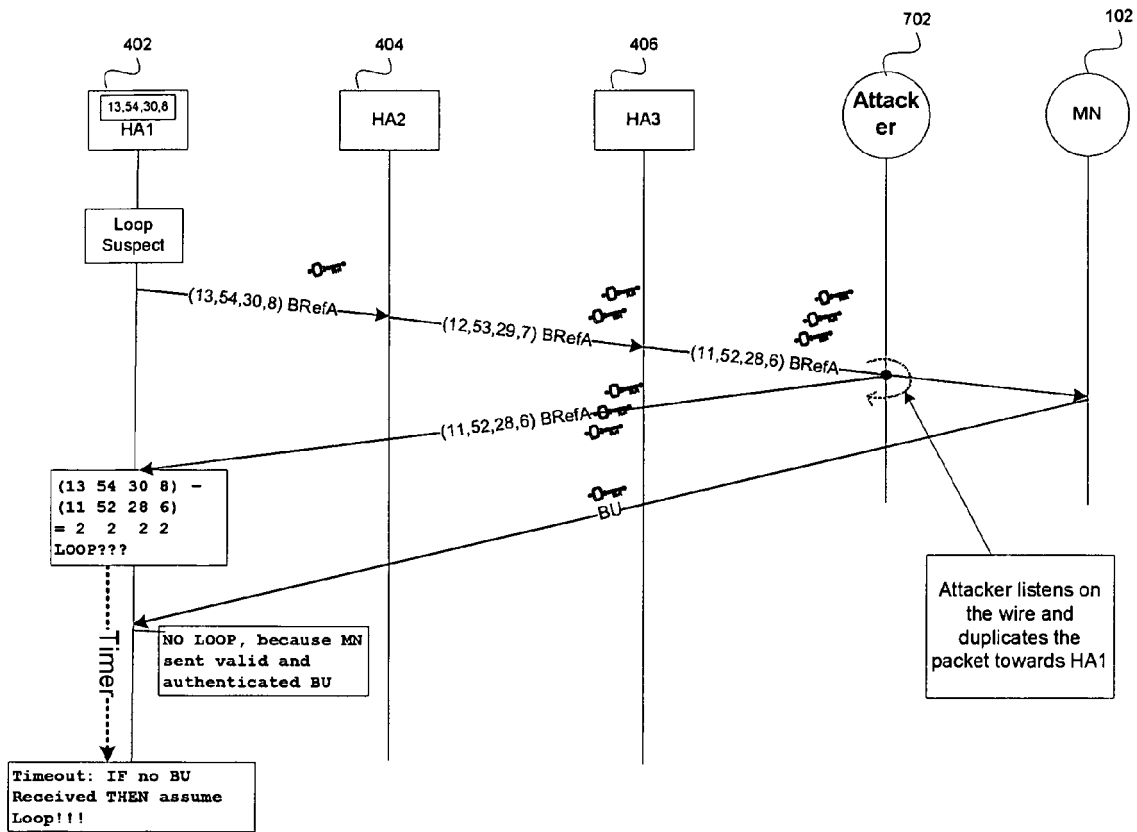 402
404
406
702
102
13,54,30,8
HA1
HA2
HA3
Attack
er
MN
Loop
Suspect
(13,54,30,8) BRefA
(12,53,29,7) BRefA
(11,52,28,6) BRefA
(11,52,28,6) BRefA
(13 54 30 8) -
(11 52 28 6)
= 2 2 2 2
LOOP???
BU
Attacker listens on
the wire and
duplicates the
packet towards HA1
NO LOOP, because MN
sent valid and
authenticated BU
Timer
Timeout: IF no BU
Received THEN assume
Loop!!!